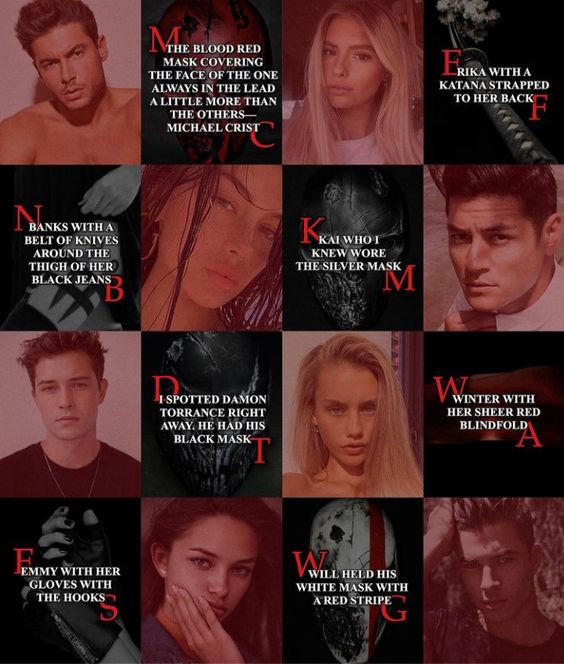 M
THE BLOOD RED
MASK COVERING
THE FACE OF THE ONE
ALWAYS IN THE LEAD
A LITTLE MORE THAN
THE OTHERS—
MICHAEL CRIST
C
ERIKA WITH A
KATANA STRAPPED
TO HER BACK
F
N
BANKS WITH A
BELT OF KNIVES
AROUND THE
THIGH OF HER
BLACK JEANS
B
KAI WHO I
KNEW WORE
THE SILVER MASK
M
D
I SPOTTED DAMON
TORRANCE RIGHT
AWAY. HE HAD HIS
BLACK MASK
T
WINTER WITH
HER SHEER RED
BLINDFOLD
A
EMMY WITH HER
GLOVES WITH
THE HOOKS
S
WILL HELD HIS
WHITE MASK WITH
A RED STRIPE
G